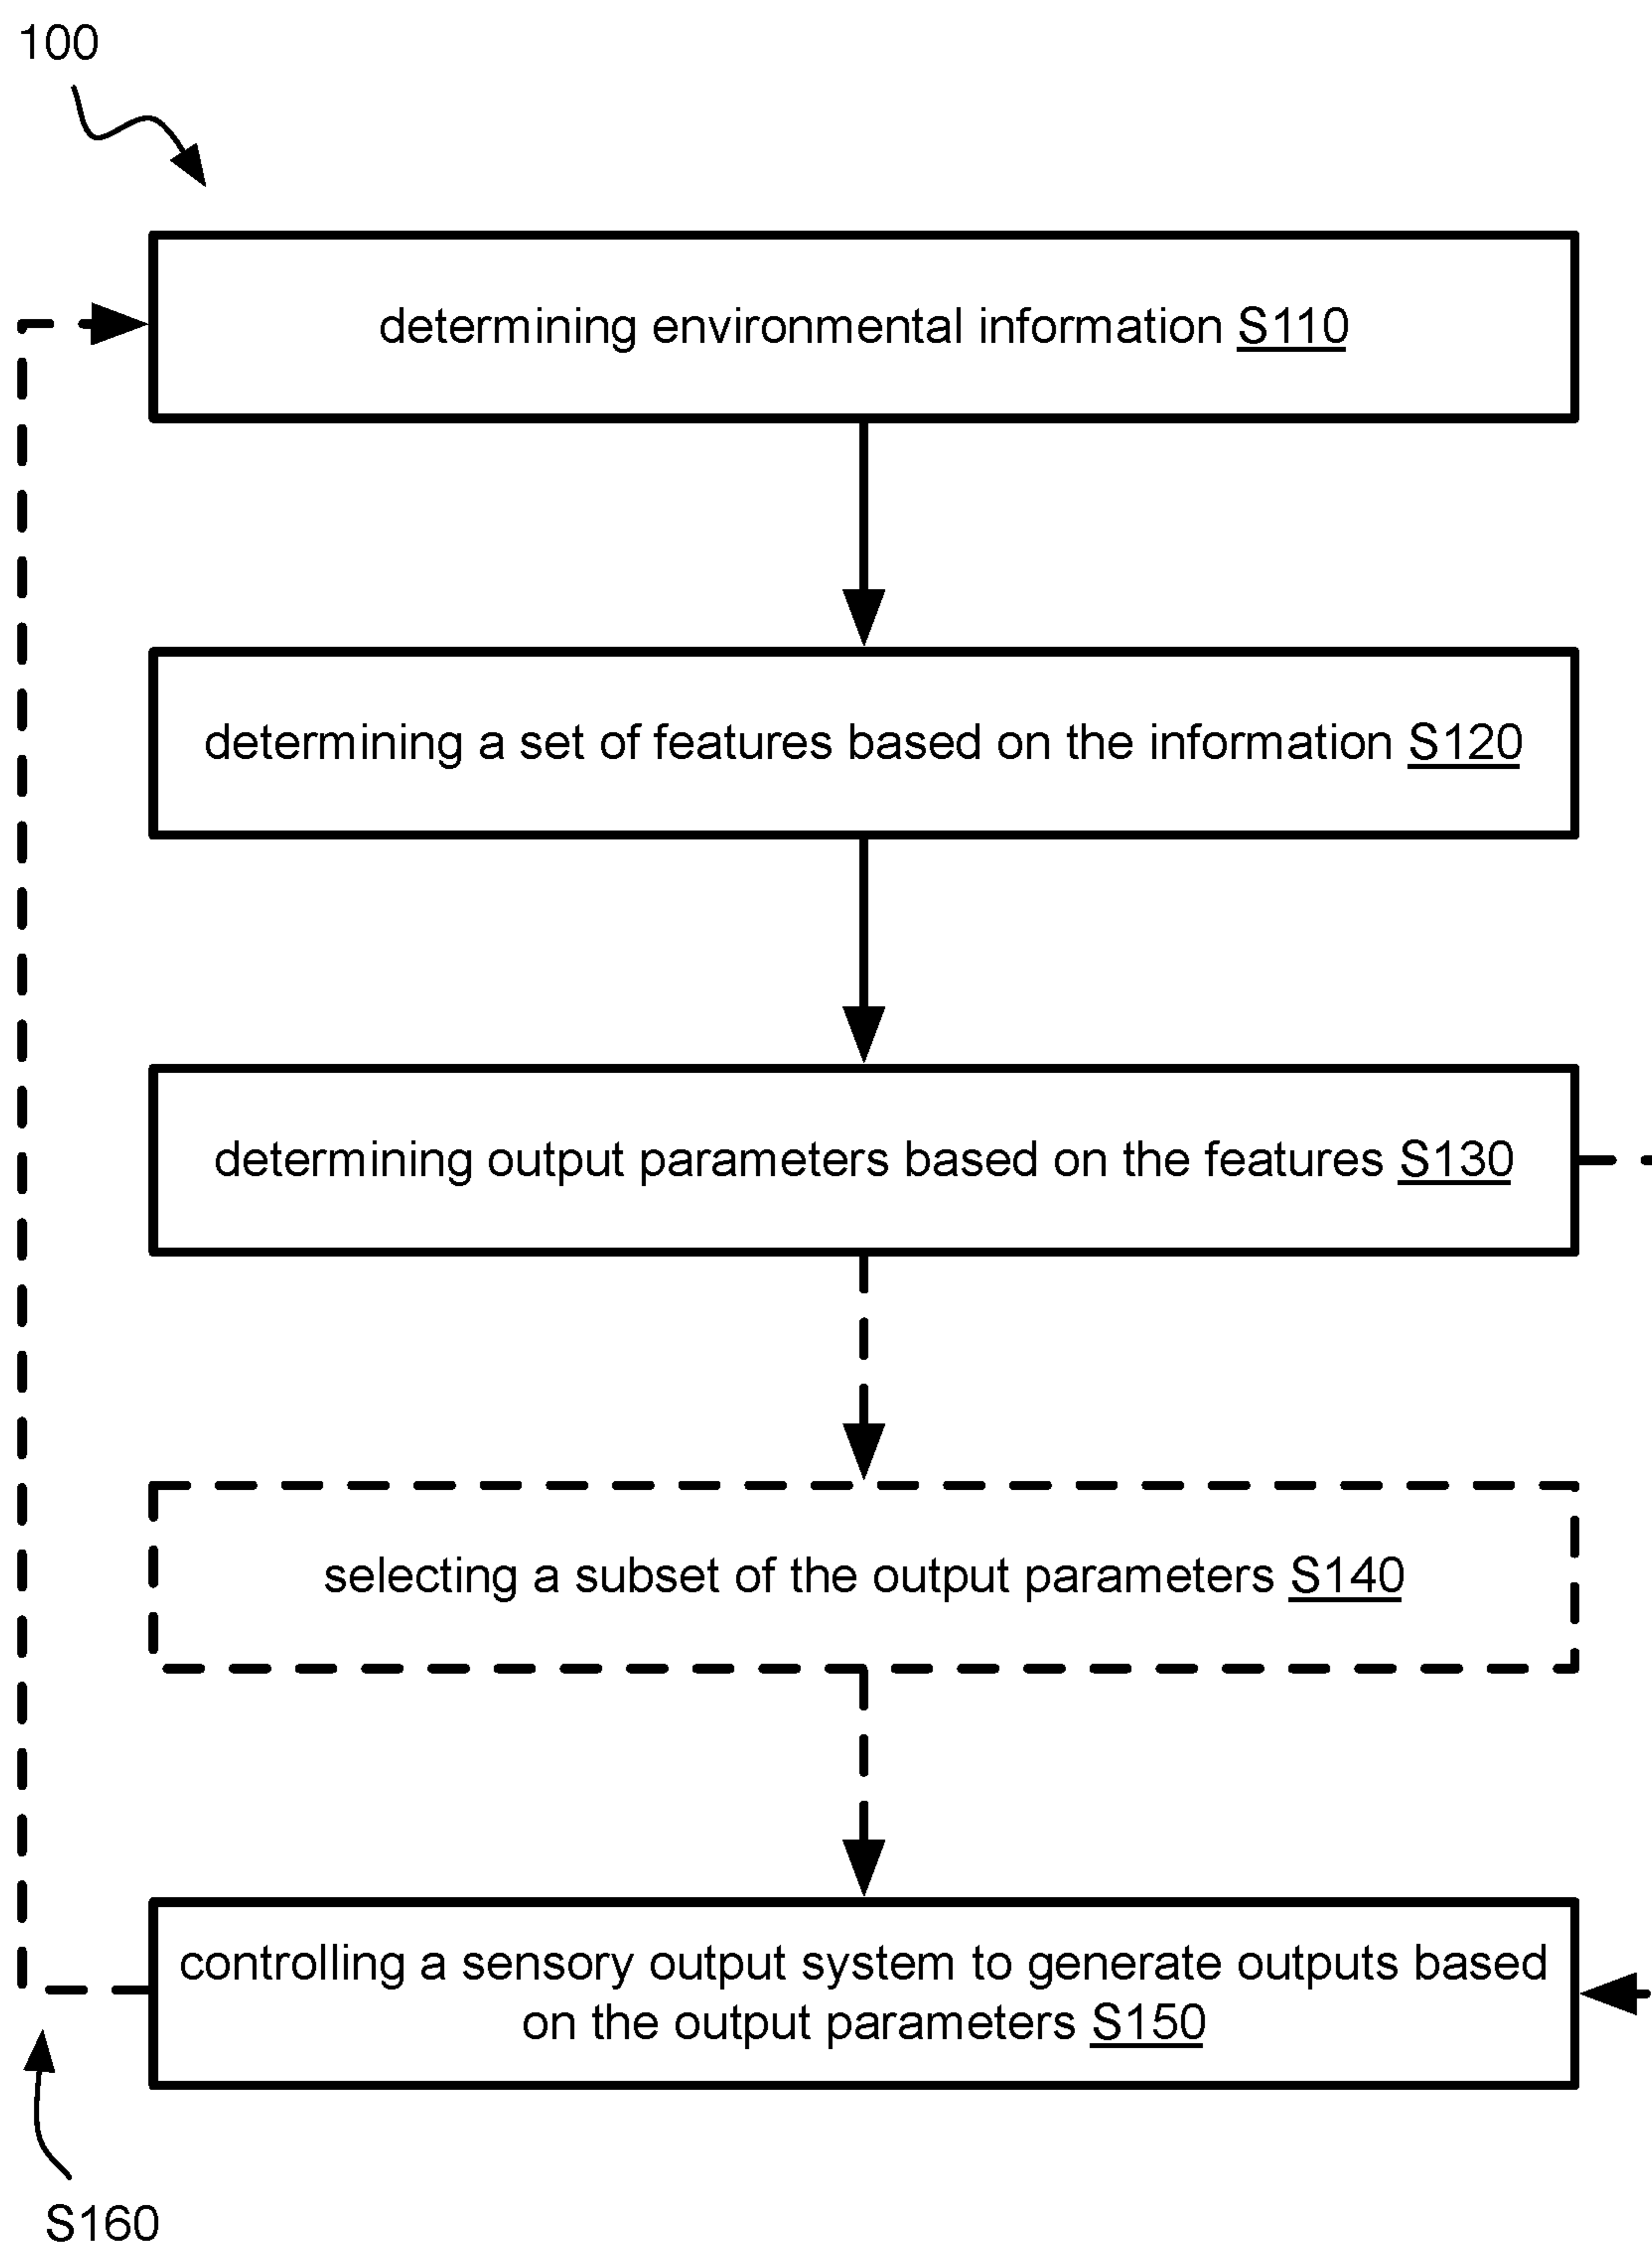 100
determining environmental information S110
determining a set of features based on the information S120
determining output parameters based on the features S130
selecting a subset of the output parameters S140
controlling a sensory output system to generate outputs based
on the output parameters S150
S160